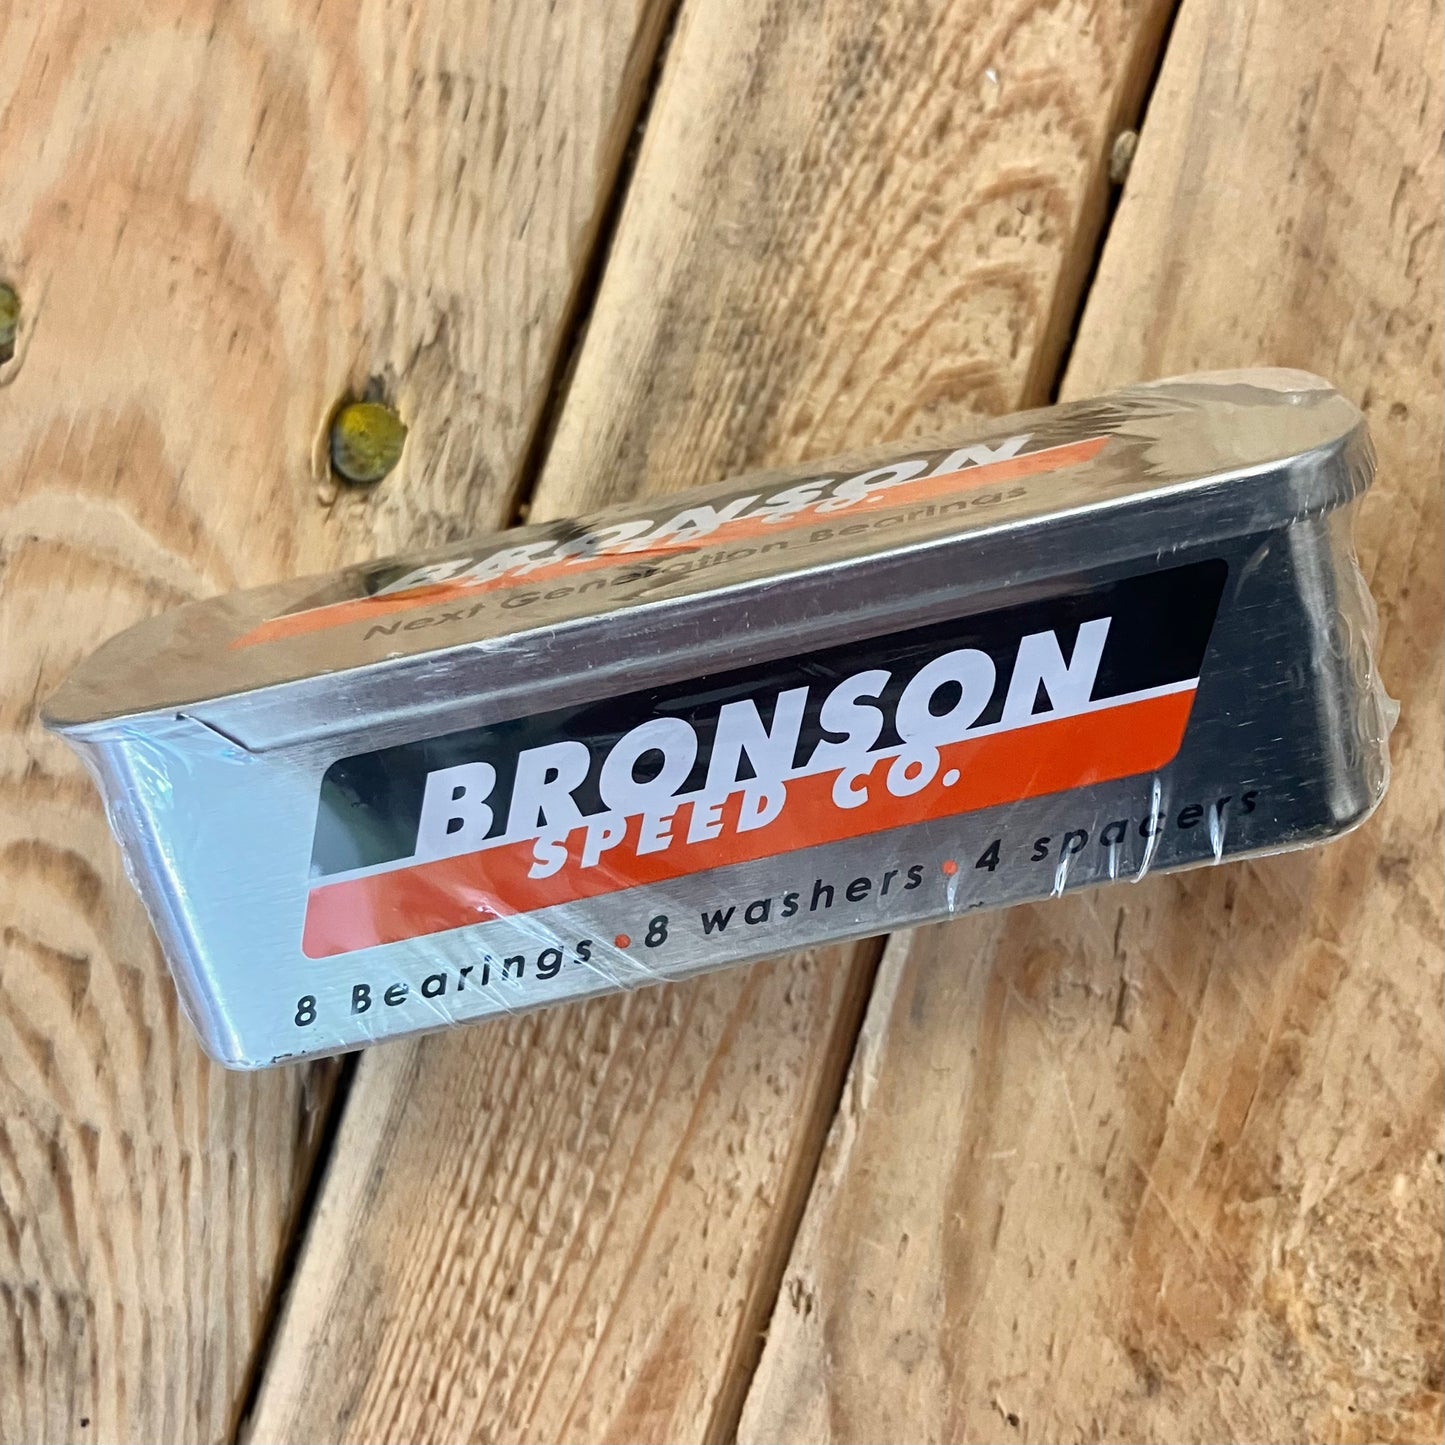 BRONSON
SPEED CO.
Next Generation Bearings
BRONSON
SPEED CO.
8 Bearings • 8 washers • 4 spacers